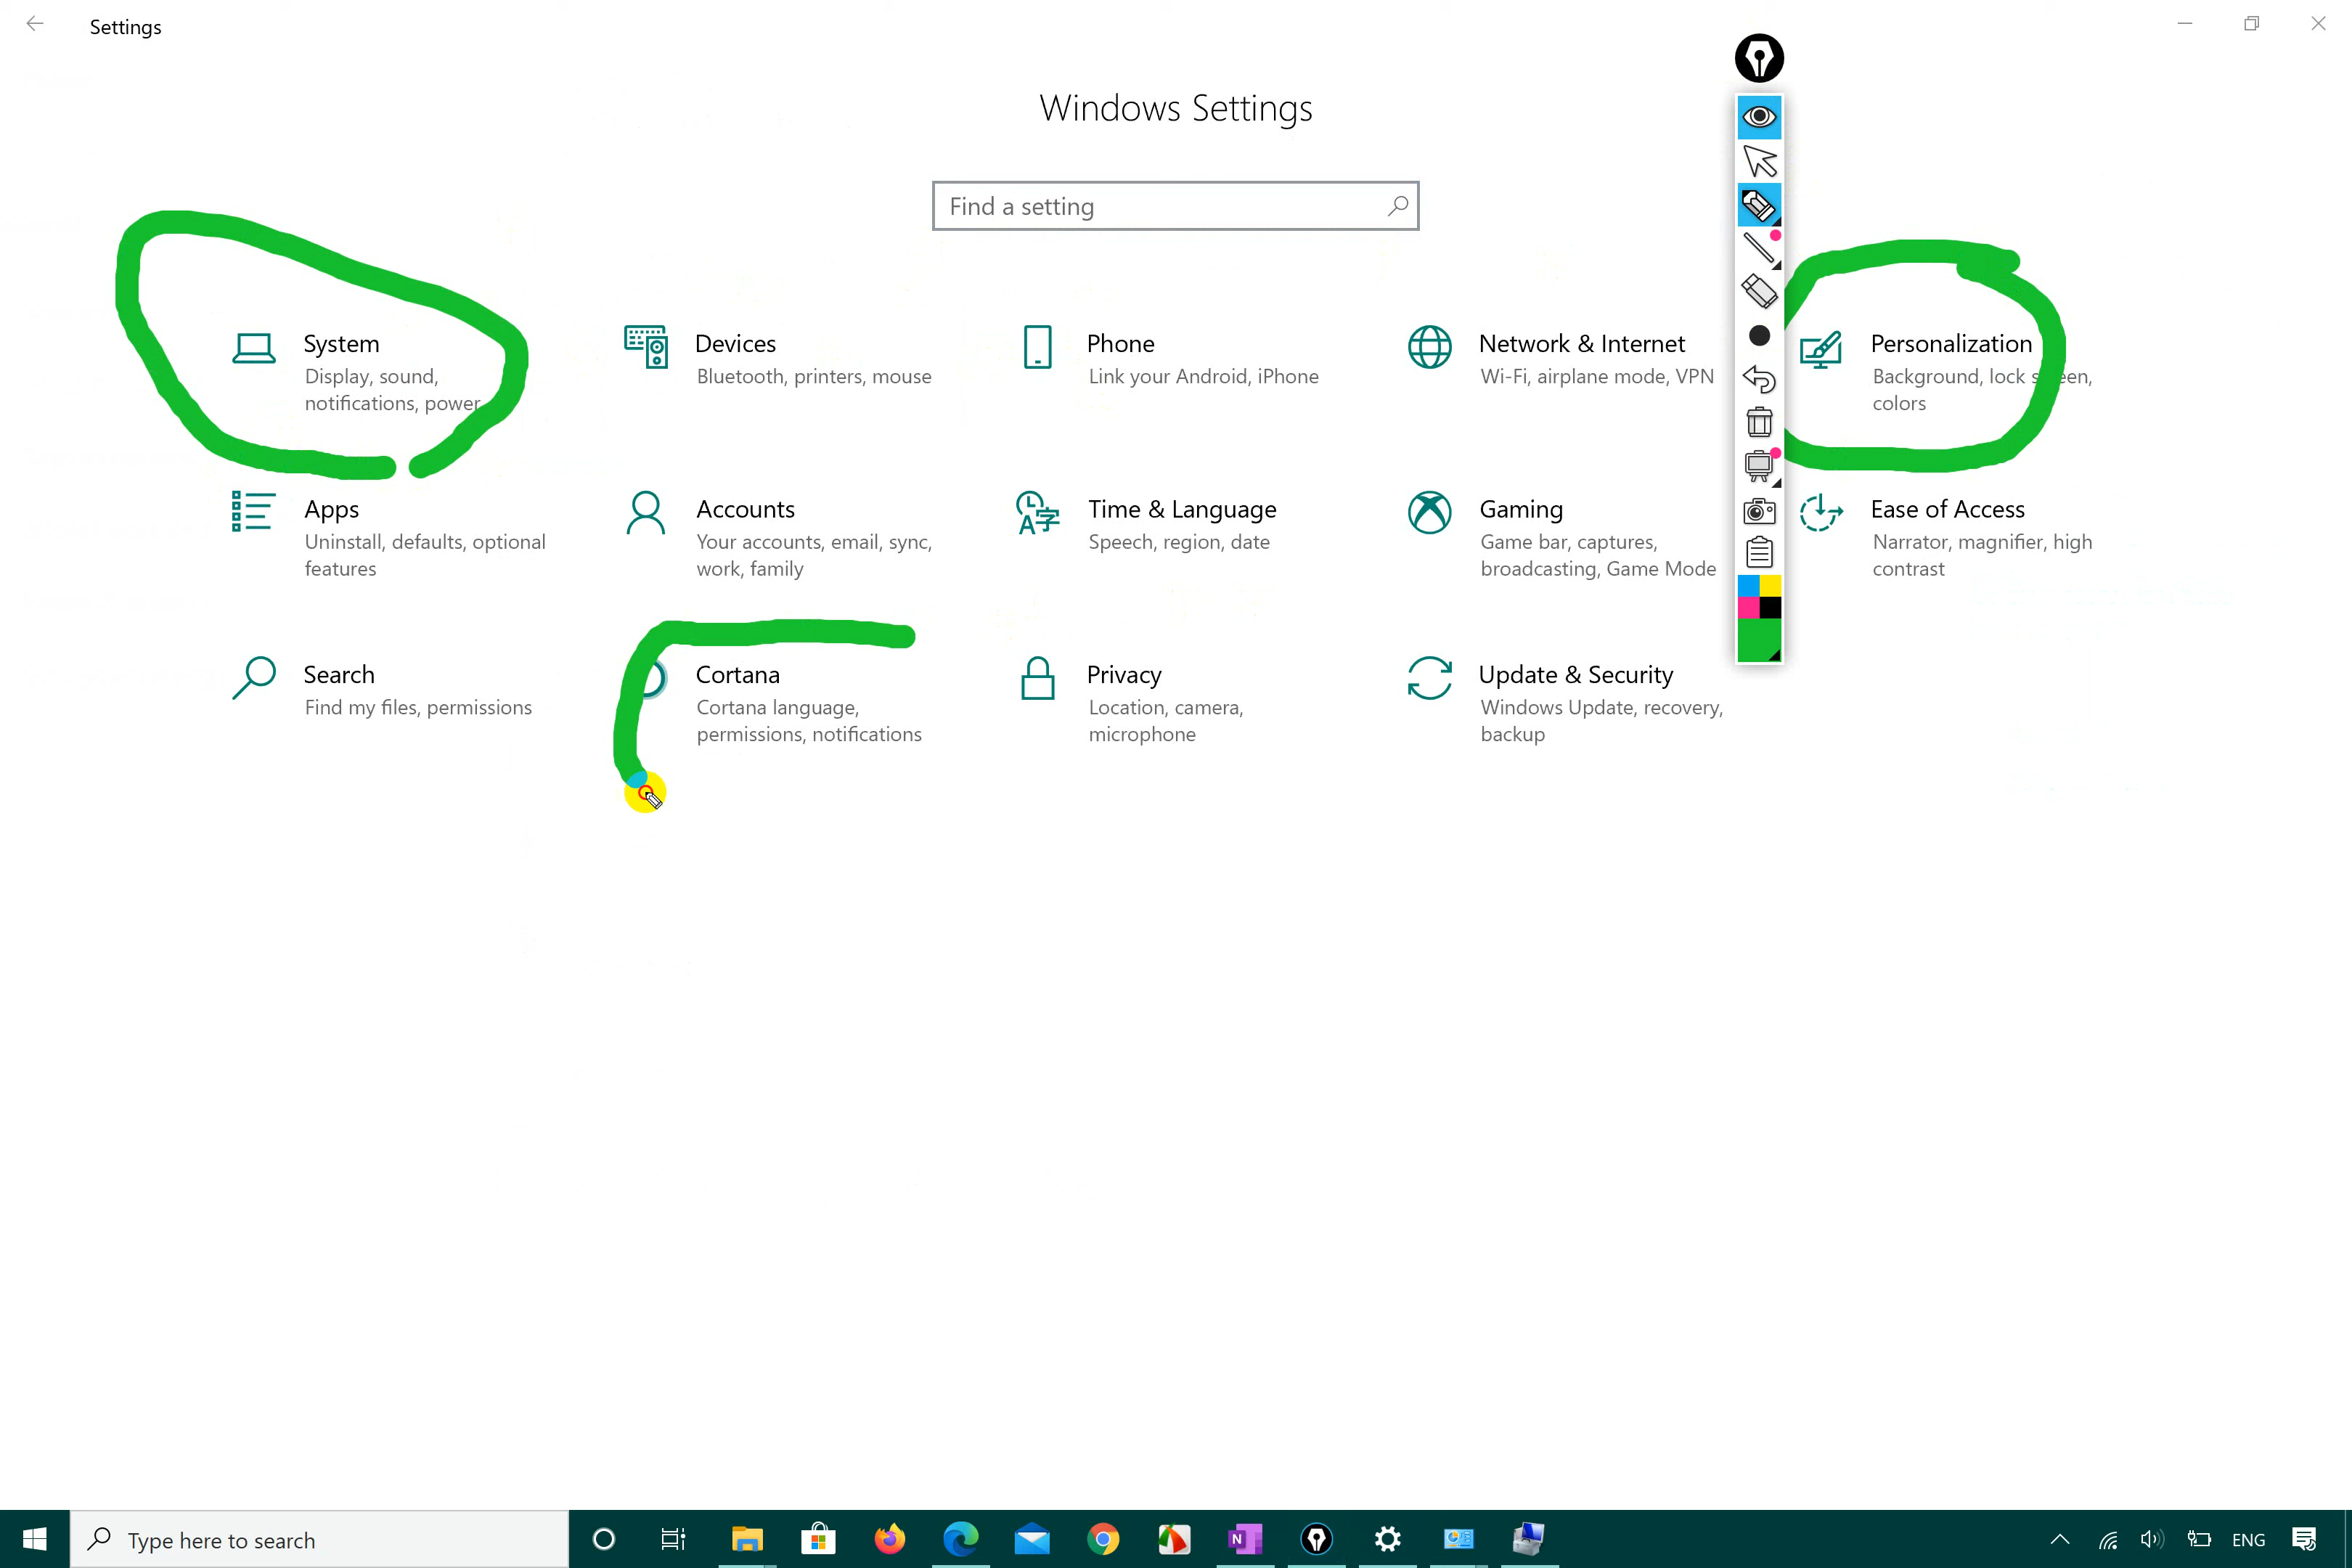 Settings
Windows Settings
Find a setting
System
Display, sound,
notifications, power
Devices
Bluetooth, printers, mouse
Phone
Link your Android, iPhone
Network & Internet
Wi-Fi, airplane mode, VPN
Personalization
Background, lock s een,
colors
Apps
Uninstall, defaults, optional
features
Accounts
Your accounts, email, sync,
work, family
Time & Language
Speech, region, date
Gaming
Game bar, captures,
broadcasting, Game Mode
Ease of Access
Narrator, magnifier, high
contrast
Search
Find my files, permissions
Cortana
Cortana language,
permissions, notifications
Privacy
Location, camera,
microphone
Update & Security
Windows Update, recovery,
backup
Type here to search
ENG